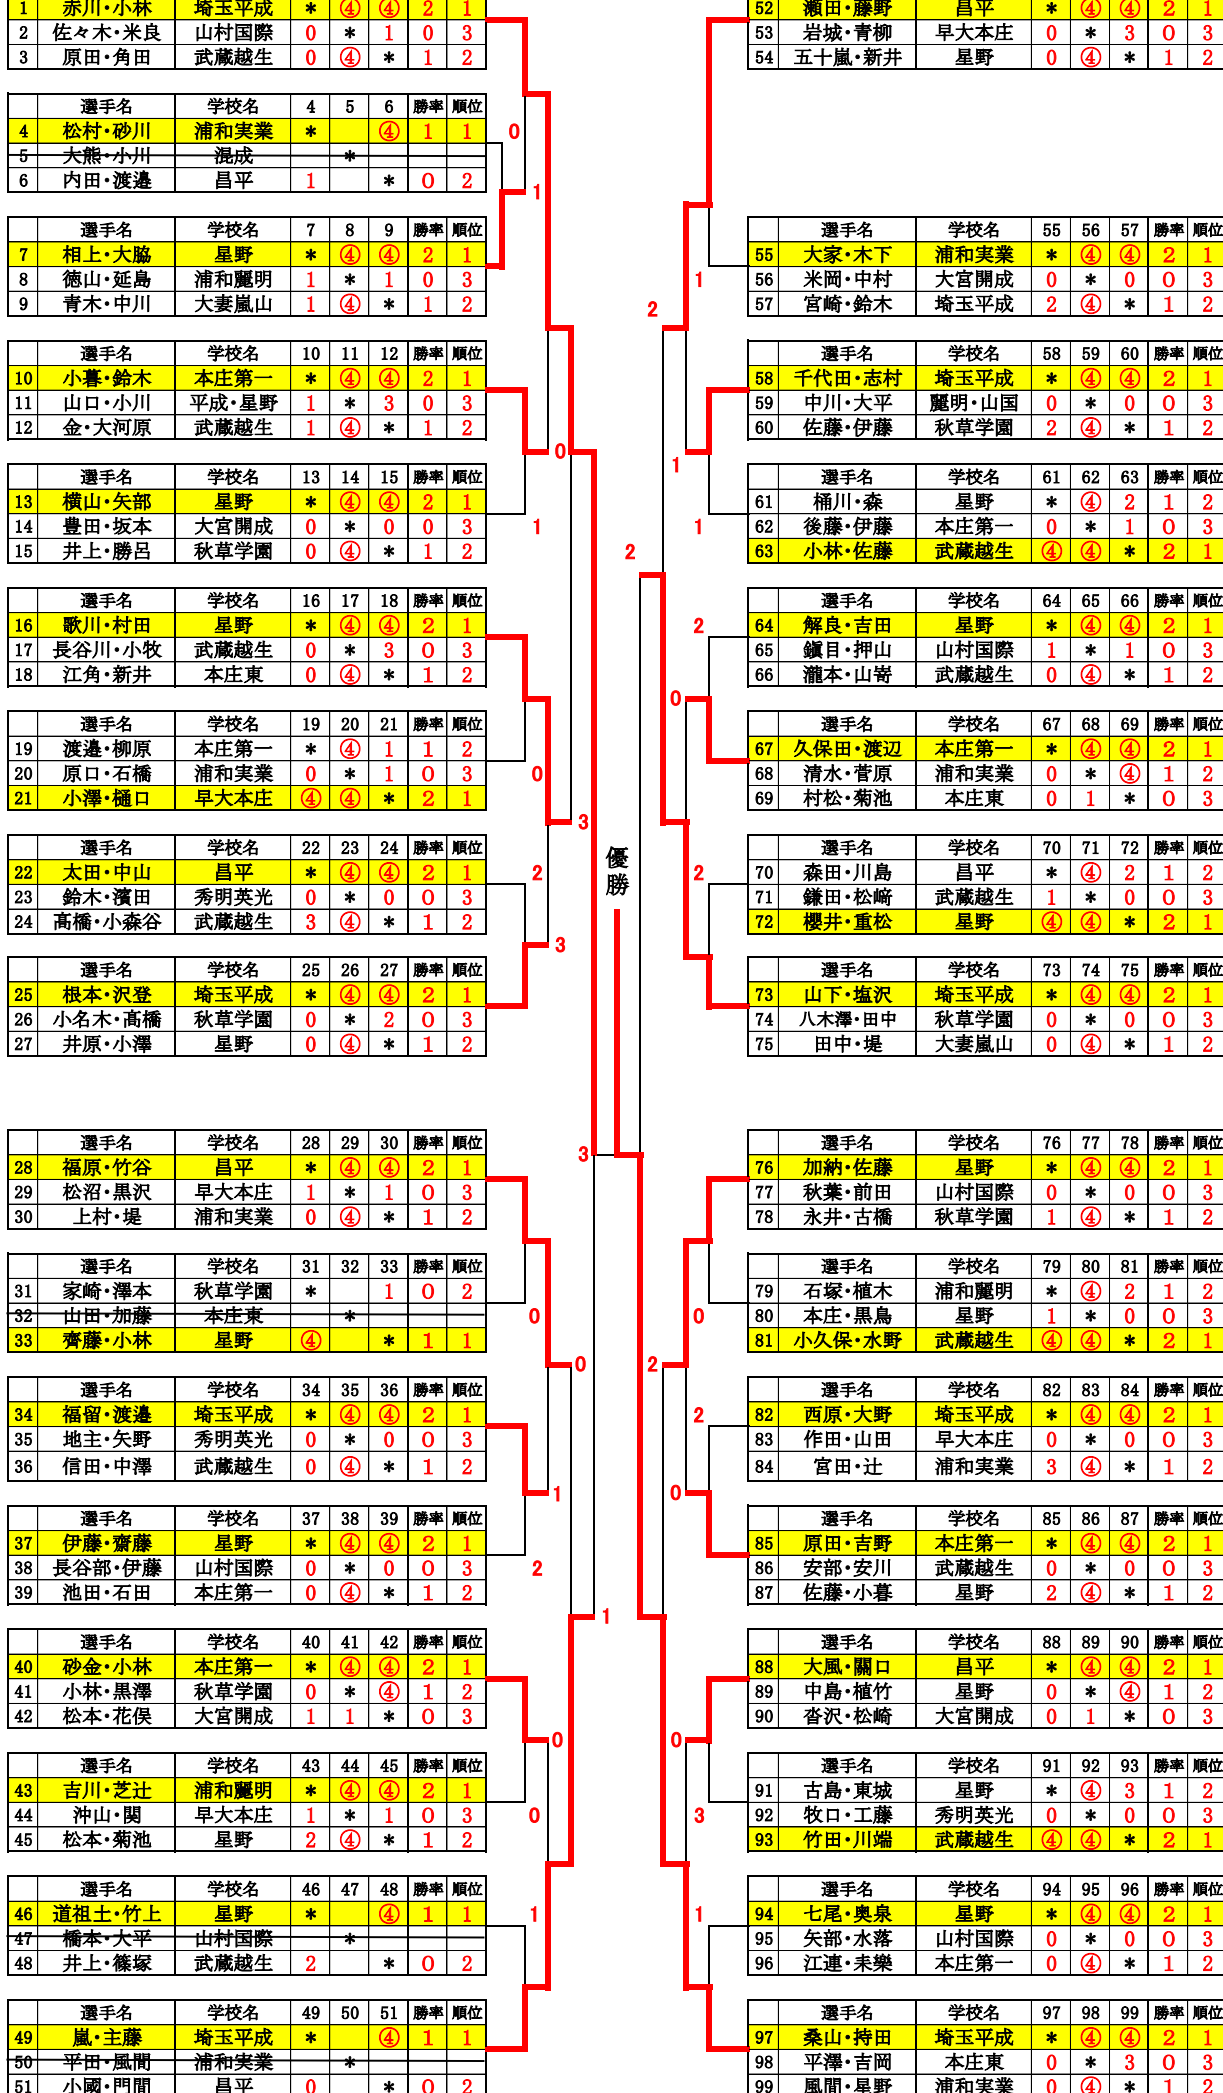 1 赤川・小林 埼玉平成 * ④ ④ 2 1
2 佐々木・米良 山村国際 0 * 1 0 3
3 原田・角田 武蔵越生 0 ④ * 1 2
選手名 学校名 4 5 6 勝率 順位
4 松村・砂川 浦和実業 * ④ 1 1
5 大熊・小川 混成 *
6 内田・渡邉 昌平 1 * 0 2
選手名 学校名 7 8 9 勝率 順位
7 相上・大脇 星野 * ④ ④ 2 1
8 徳山・延島 浦和麗明 1 * 1 0 3
9 青木・中川 大妻嵐山 1 ④ * 1 2
選手名 学校名 10 11 12 勝率 順位
10 小暮・鈴木 本庄第一 * ④ ④ 2 1
11 山口・小川 平成・星野 1 * 3 0 3
12 金・大河原 武蔵越生 1 ④ * 1 2
選手名 学校名 13 14 15 勝率 順位
13 横山・矢部 星野 * ④ ④ 2 1
14 豊田・坂本 大宮開成 0 * 0 0 3
15 井上・勝呂 秋草学園 0 ④ * 1 2
選手名 学校名 16 17 18 勝率 順位
16 歌川・村田 星野 * ④ ④ 2 1
17 長谷川・小牧 武蔵越生 0 * 3 0 3
18 江角・新井 本庄東 0 ④ * 1 2
選手名 学校名 19 20 21 勝率 順位
19 渡邉・柳原 本庄第一 * ④ 1 1 2
20 原口・石橋 浦和実業 0 * 1 0 3
21 小澤・樋口 早大本庄 ④ ④ * 2 1
選手名 学校名 22 23 24 勝率 順位
22 太田・中山 昌平 * ④ ④ 2 1
23 鈴木・濱田 秀明英光 0 * 0 0 3
24 髙橋・小森谷 武蔵越生 3 ④ * 1 2
選手名 学校名 25 26 27 勝率 順位
25 根本・沢登 埼玉平成 * ④ ④ 2 1
26 小名木・髙橋 秋草学園 0 * 2 0 3
27 井原・小澤 星野 0 ④ * 1 2
選手名 学校名 28 29 30 勝率 順位
28 福原・竹谷 昌平 * ④ ④ 2 1
29 松沼・黒沢 早大本庄 1 * 1 0 3
30 上村・堤 浦和実業 0 ④ * 1 2
選手名 学校名 31 32 33 勝率 順位
31 家崎・澤本 秋草学園 * 1 0 2
32 山田・加藤 本庄東 *
33 齊藤・小林 星野 ④ * 1 1
選手名 学校名 34 35 36 勝率 順位
34 福留・渡邉 埼玉平成 * ④ ④ 2 1
35 地主・矢野 秀明英光 0 * 0 0 3
36 信田・中澤 武蔵越生 0 ④ * 1 2
選手名 学校名 37 38 39 勝率 順位
37 伊藤・齋藤 星野 * ④ ④ 2 1
38 長谷部・伊藤 山村国際 0 * 0 0 3
39 池田・石田 本庄第一 0 ④ * 1 2
選手名 学校名 40 41 42 勝率 順位
40 砂金・小林 本庄第一 * ④ ④ 2 1
41 小林・黒澤 秋草学園 0 * ④ 1 2
42 松本・花俣 大宮開成 1 1 * 0 3
選手名 学校名 43 44 45 勝率 順位
43 吉川・芝辻 浦和麗明 * ④ ④ 2 1
44 沖山・関 早大本庄 1 * 1 0 3
45 松本・菊池 星野 2 ④ * 1 2
選手名 学校名 46 47 48 勝率 順位
46 道祖土・竹上 星野 * ④ 1 1
47 橋本・大平 山村国際 *
48 井上・篠塚 武蔵越生 2 * 0 2
選手名 学校名 49 50 51 勝率 順位
49 嵐・主藤 埼玉平成 * ④ 1 1
50 平田・風間 浦和実業 *
51 小國・門間 昌平 0 * 0 2
0
1
0
1
0
3
2
3
3
0
0
1
2
1
0
0
1
優勝
2
2
1
1
1
2
0
2
2
0
2
0
0
3
1
52 瀬田・藤野 昌平 * ④ ④ 2 1
53 岩城・青柳 早大本庄 0 * 3 0 3
54 五十嵐・新井 星野 0 ④ * 1 2
選手名 学校名 55 56 57 勝率 順位
55 大家・木下 浦和実業 * ④ ④ 2 1
56 米岡・中村 大宮開成 0 * 0 0 3
57 宮崎・鈴木 埼玉平成 2 ④ * 1 2
選手名 学校名 58 59 60 勝率 順位
58 千代田・志村 埼玉平成 * ④ ④ 2 1
59 中川・大平 麗明・山国 0 * 0 0 3
60 佐藤・伊藤 秋草学園 2 ④ * 1 2
選手名 学校名 61 62 63 勝率 順位
61 桶川・森 星野 * ④ 2 1 2
62 後藤・伊藤 本庄第一 0 * 1 0 3
63 小林・佐藤 武蔵越生 ④ ④ * 2 1
選手名 学校名 64 65 66 勝率 順位
64 解良・吉田 星野 * ④ ④ 2 1
65 鎭目・押山 山村国際 1 * 1 0 3
66 瀧本・山嵜 武蔵越生 0 ④ * 1 2
選手名 学校名 67 68 69 勝率 順位
67 久保田・渡辺 本庄第一 * ④ ④ 2 1
68 清水・菅原 浦和実業 0 * ④ 1 2
69 村松・菊池 本庄東 0 1 * 0 3
選手名 学校名 70 71 72 勝率 順位
70 森田・川島 昌平 * ④ 2 1 2
71 鎌田・松﨑 武蔵越生 1 * 0 0 3
72 櫻井・重松 星野 ④ ④ * 2 1
選手名 学校名 73 74 75 勝率 順位
73 山下・塩沢 埼玉平成 * ④ ④ 2 1
74 八木澤・田中 秋草学園 0 * 0 0 3
75 田中・堤 大妻嵐山 0 ④ * 1 2
選手名 学校名 76 77 78 勝率 順位
76 加納・佐藤 星野 * ④ ④ 2 1
77 秋葉・前田 山村国際 0 * 0 0 3
78 永井・古橋 秋草学園 1 ④ * 1 2
選手名 学校名 79 80 81 勝率 順位
79 石塚・植木 浦和麗明 * ④ 2 1 2
80 本庄・黒鳥 星野 1 * 0 0 3
81 小久保・水野 武蔵越生 ④ ④ * 2 1
選手名 学校名 82 83 84 勝率 順位
82 西原・大野 埼玉平成 * ④ ④ 2 1
83 作田・山田 早大本庄 0 * 0 0 3
84 宮田・辻 浦和実業 3 ④ * 1 2
選手名 学校名 85 86 87 勝率 順位
85 原田・吉野 本庄第一 * ④ ④ 2 1
86 安部・安川 武蔵越生 0 * 0 0 3
87 佐藤・小暮 星野 2 ④ * 1 2
選手名 学校名 88 89 90 勝率 順位
88 大風・關口 昌平 * ④ ④ 2 1
89 中島・植竹 星野 0 * ④ 1 2
90 沓沢・松崎 大宮開成 0 1 * 0 3
選手名 学校名 91 92 93 勝率 順位
91 古島・東城 星野 * ④ 3 1 2
92 牧口・工藤 秀明英光 0 * 0 0 3
93 竹田・川端 武蔵越生 ④ ④ * 2 1
選手名 学校名 94 95 96 勝率 順位
94 七尾・奥泉 星野 * ④ ④ 2 1
95 矢部・水落 山村国際 0 * 0 0 3
96 江連・未樂 本庄第一 0 ④ * 1 2
選手名 学校名 97 98 99 勝率 順位
97 桑山・持田 埼玉平成 * ④ ④ 2 1
98 平澤・吉岡 本庄東 0 * 3 0 3
99 風間・星野 浦和実業 0 ④ * 1 2